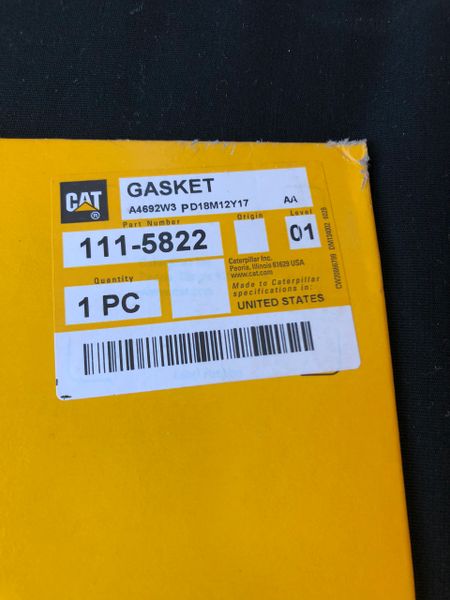 CAT
®
GASKET
A4692W3 PD18M12Y17 AA
Part Number Origin Level
111-5822 01
Caterpillar Inc.
Peoria, Illinois 61629 USA
www.cat.com
Quantity
1 PC
Made to Caterpillar
specifications in:
UNITED STATES